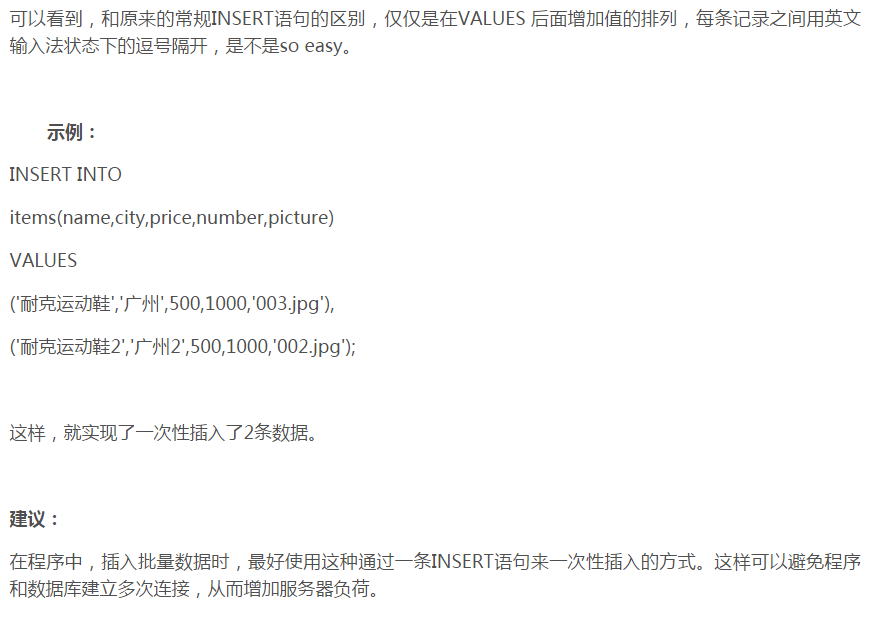 可以看到，和原来的常规INSERT语句的区别，仅仅是在VALUES 后面增加值的排列，每条记录之间用英文
输入法状态下的逗号隔开，是不是so easy。
示例：
INSERT INTO
items(name,city,price,number,picture)
VALUES
('耐克运动鞋','广州',500,1000,'003.jpg'),
('耐克运动鞋2','广州2',500,1000,'002.jpg');
这样，就实现了一次性插入了2条数据。
建议：
在程序中，插入批量数据时，最好使用这种通过一条INSERT语句来一次性插入的方式。这样可以避免程序
和数据库建立多次连接，从而增加服务器负荷。